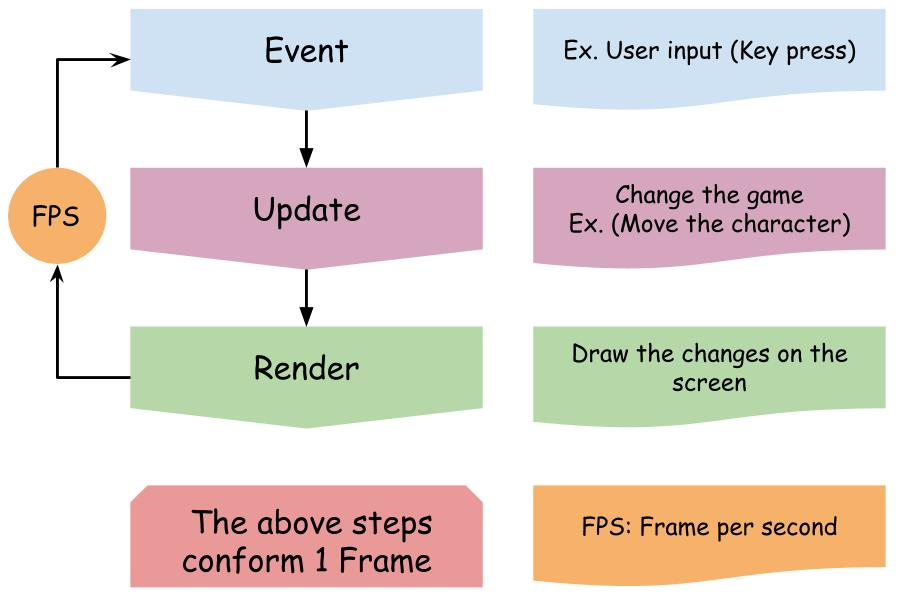 Event
Ex. User input (Key press)
FPS
Update
Change the game
Ex. (Move the character)
Render
Draw the changes on the
screen
The above steps
conform 1 Frame
FPS: Frame per second